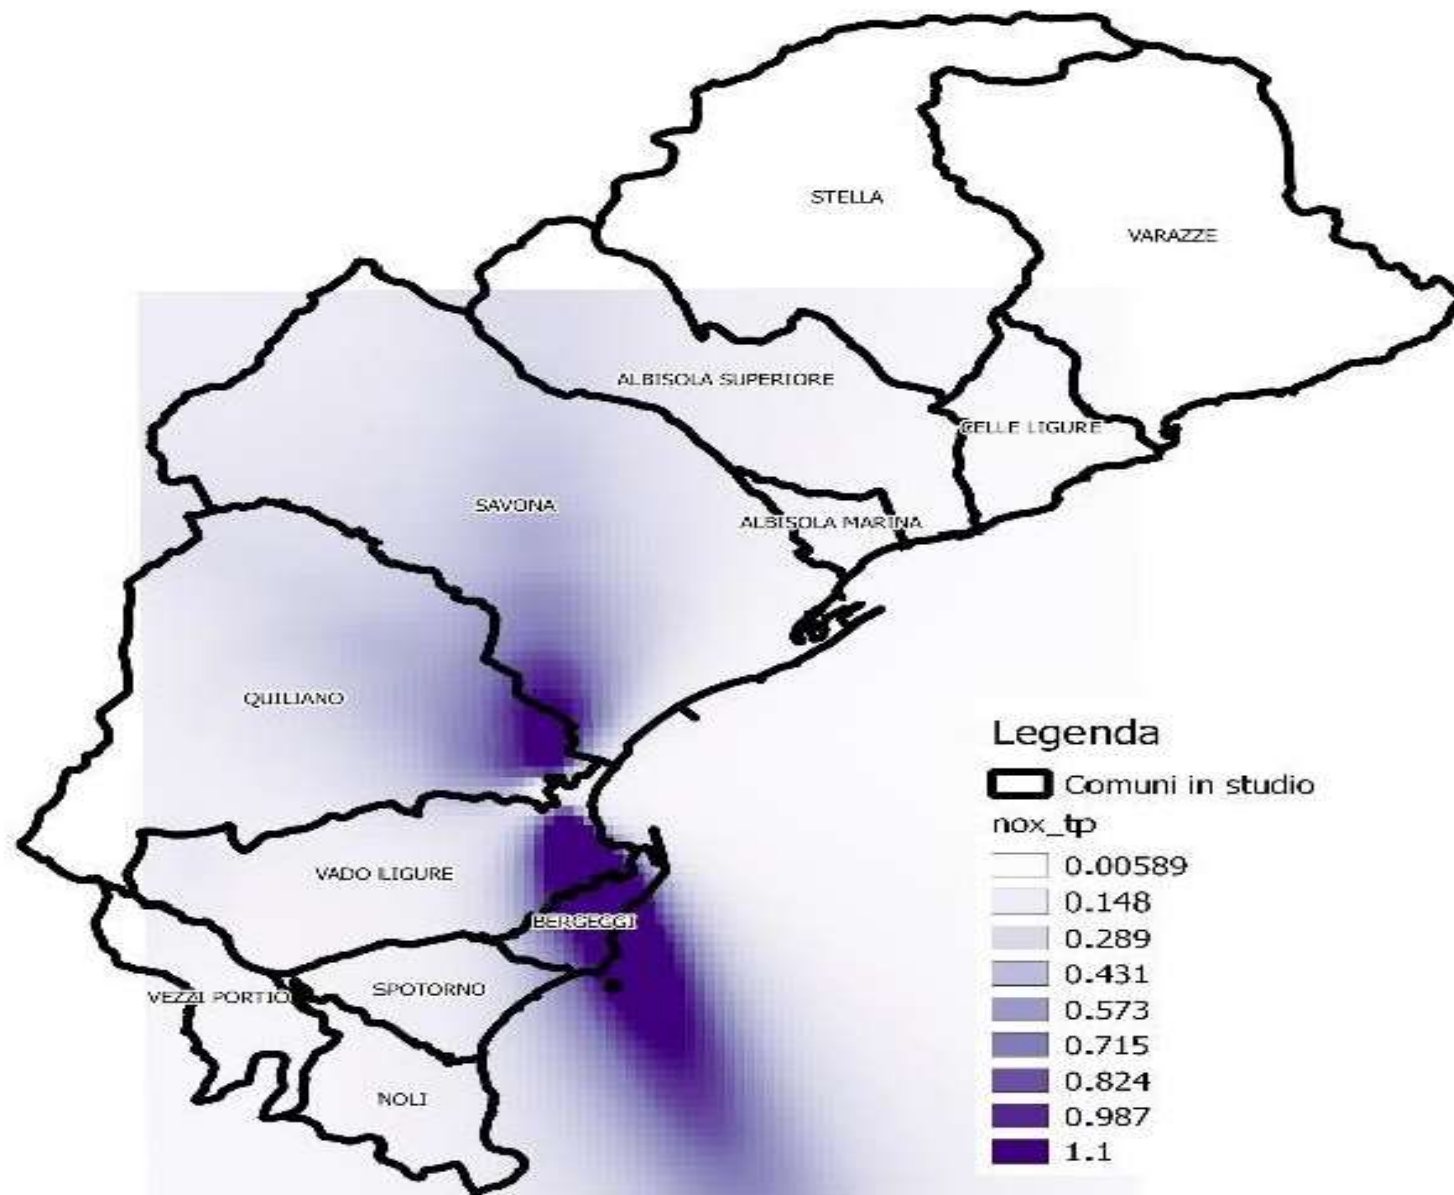 STELLA
VARAZZE
ALBISOLA SUPERIORE
CELLE LIGURE
SAVONA
ALBISOLA MARINA
QUILIANO
VADO LIGURE
BERGEGGI
SPOTORNO
VEZZI PORTIO
NOLI
Legenda
Comuni in studio
nox_tp
0.00589
0.148
0.289
0.431
0.573
0.715
0.824
0.987
1.1